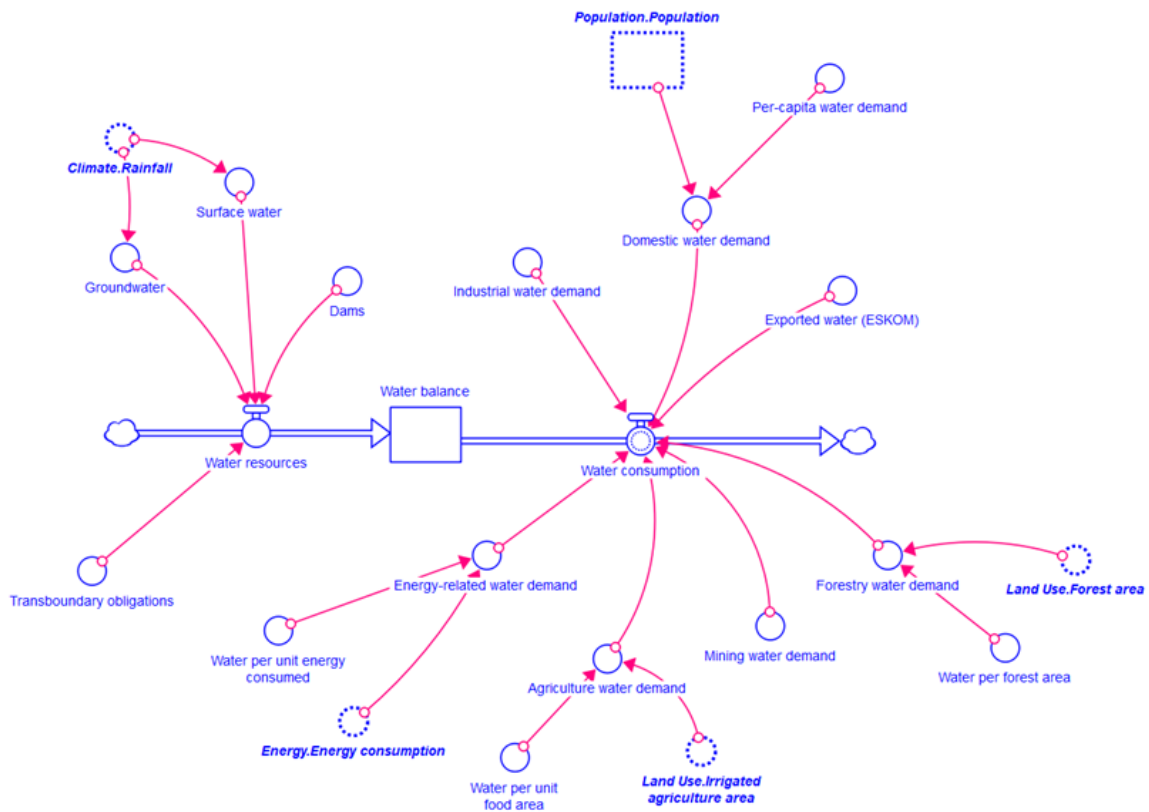 Population.Population
Per-capita water demand
Climate.Rainfall
Surface water
Domestic water demand
Groundwater
Industrial water demand
Dams
Exported water (ESKOM)
Water balance
Water resources
Water consumption
Energy-related water demand
Forestry water demand
Transboundary obligations
Land Use.Forest area
Water per unit energy
consumed
Mining water demand
Water per forest area
Agriculture water demand
Energy.Energy consumption
Water per unit
food area
Land Use.Irrigated
agriculture area